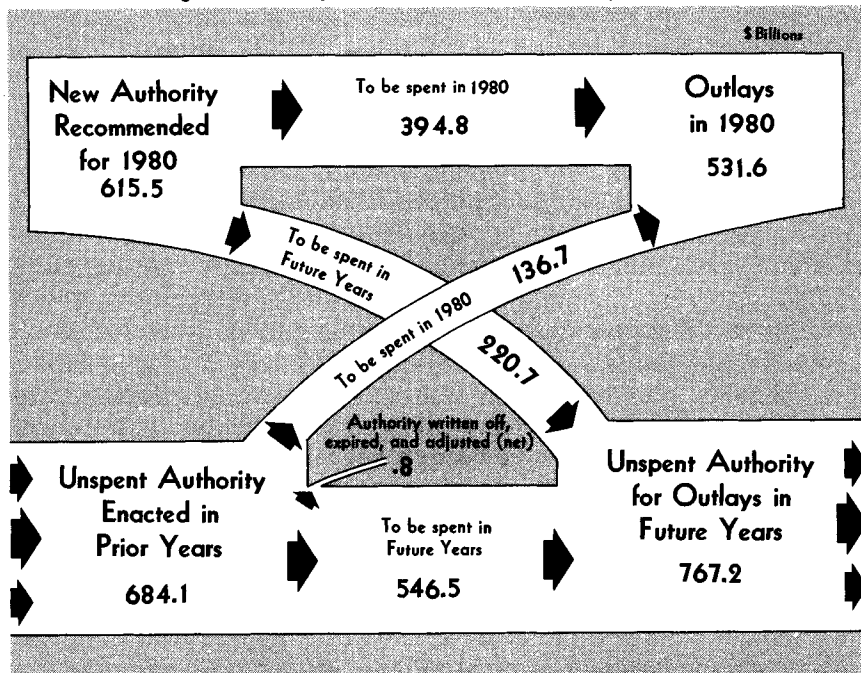 $ Billions
New Authority
Recommended
for 1980
615.5
To be spent in 1980
394.8
Outlays
in 1980
531.6
To be spent in
Future Years
220.7
To be spent in 1980
136.7
Authority written off,
expired, and adjusted (net)
.8
Unspent Authority
Enacted in
Prior Years
684.1
To be spent in
Future Years
546.5
Unspent Authority
for Outlays in
Future Years
767.2